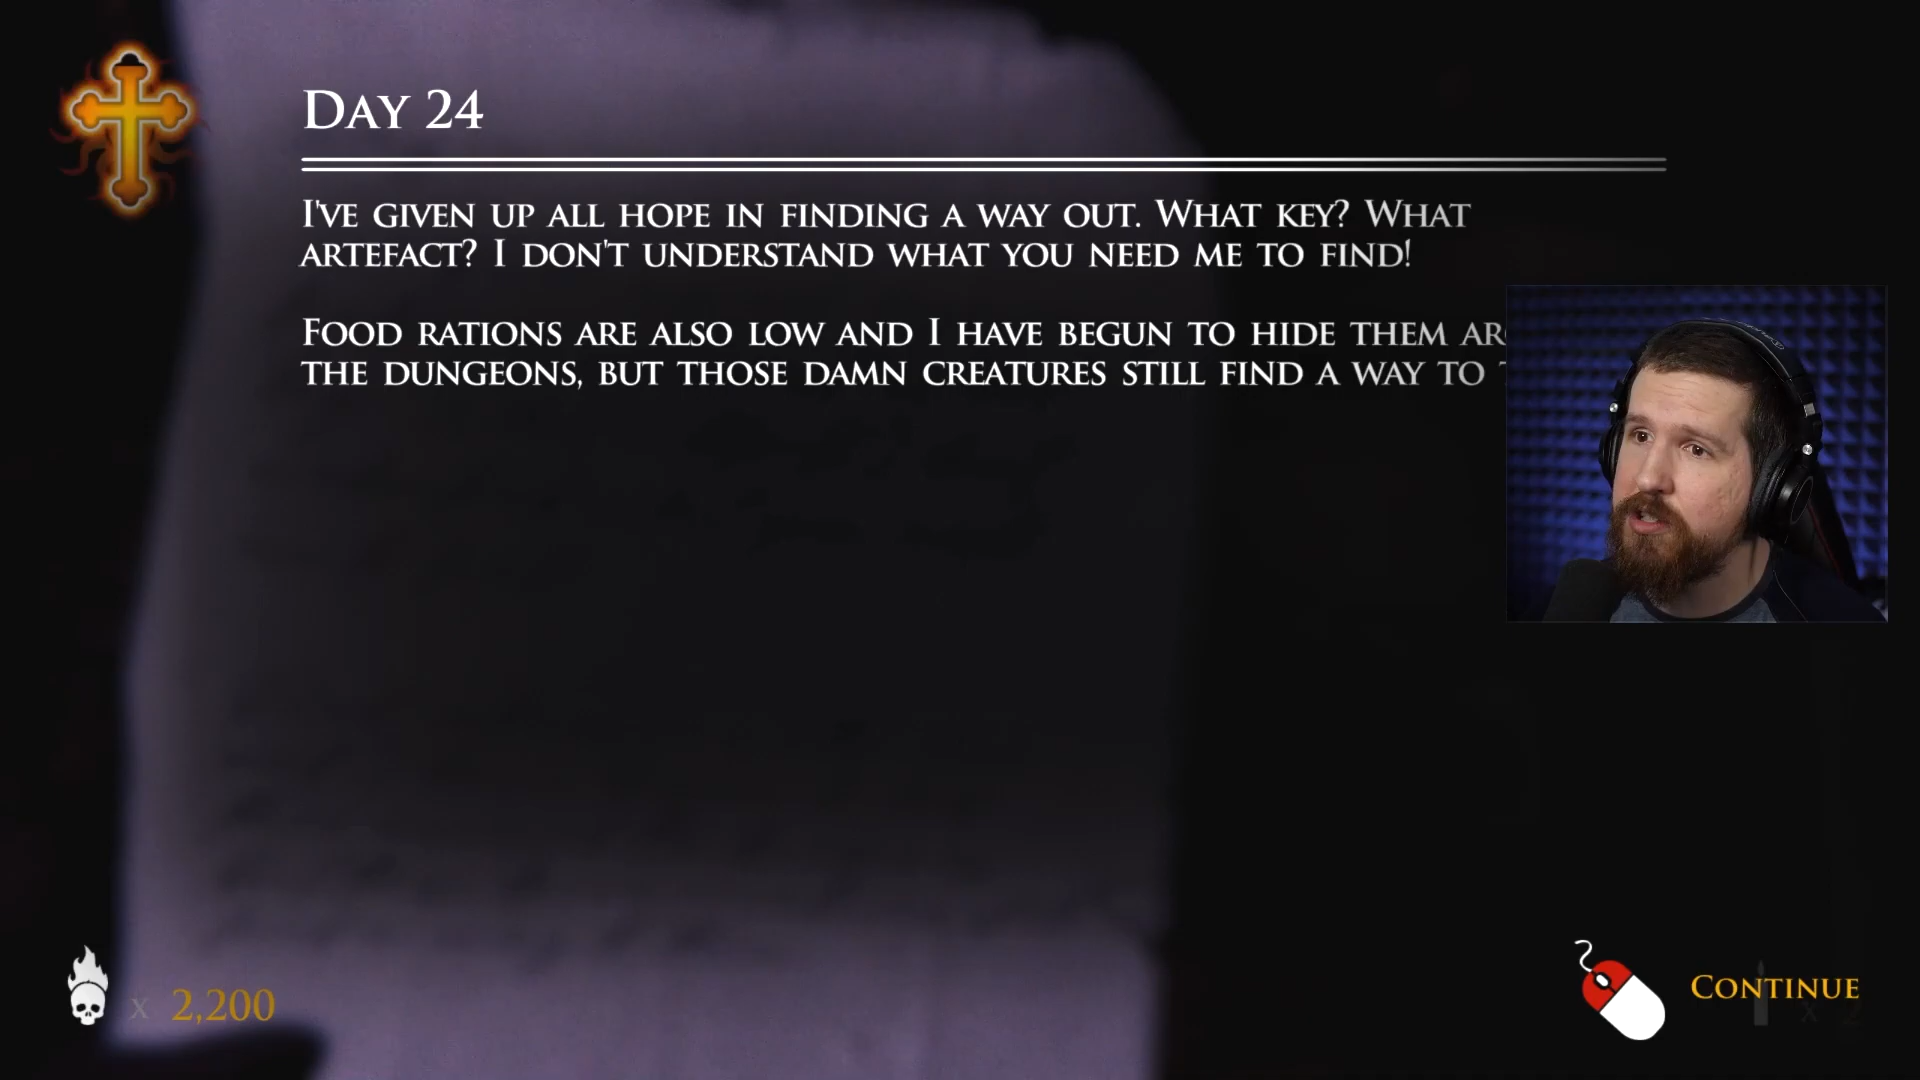 Day 24
I've given up all hope in finding a way out. What key? What
artefact? I don't understand what you need me to find!
Food rations are also low and I have begun to hide them
the dungeons, but those damn creatures still find a way to
x 2,200
Continue
x 2